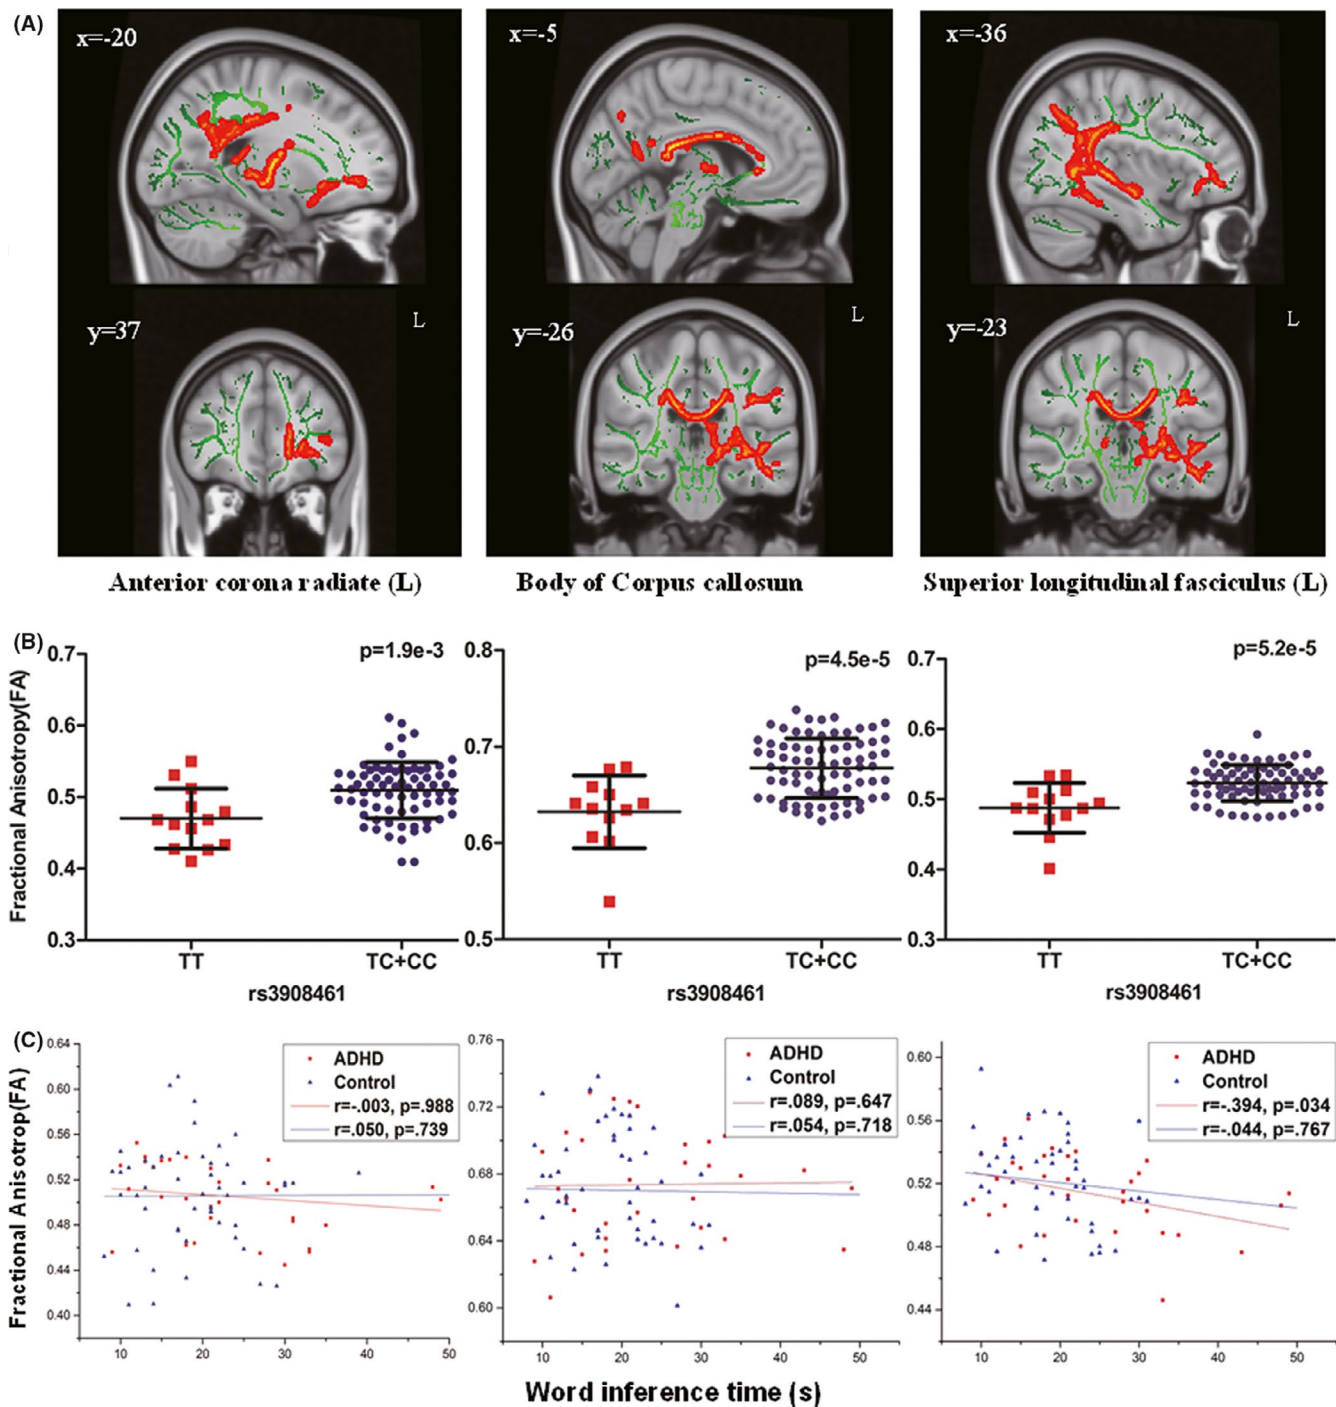 (A)
x=-20
x=-5
x=-36
y=37
L
y=-26
L
y=-23
L
Anterior corona radiate (L)
Body of Corpus callosum
Superior longitudinal fasciculus (L)
(B)
Fractional Anisotropy(FA)
0.7
0.6
0.5
0.4
0.3
p=1.9e-3
TT
TC+CC
rs3908461
0.8
0.7
0.6
0.5
p=4.5e-5
TT
TC+CC
rs3908461
0.7
0.6
0.5
0.4
0.3
p=5.2e-5
TT
TC+CC
rs3908461
(C)
Fractional Anisotrop(FA)
0.64
0.60
0.56
0.52
0.48
0.44
0.40
ADHD
Control
r=-.003, p=.988
r=.050, p=.739
10 20 30 40 50
0.76
0.72
0.68
0.64
0.60
ADHD
Control
r=.089, p=.647
r=.054, p=.718
10 20 30 40 50
0.60
0.56
0.52
0.48
0.44
ADHD
Control
r=-.394, p=.034
r=-.044, p=.767
10 20 30 40 50
Word inference time (s)